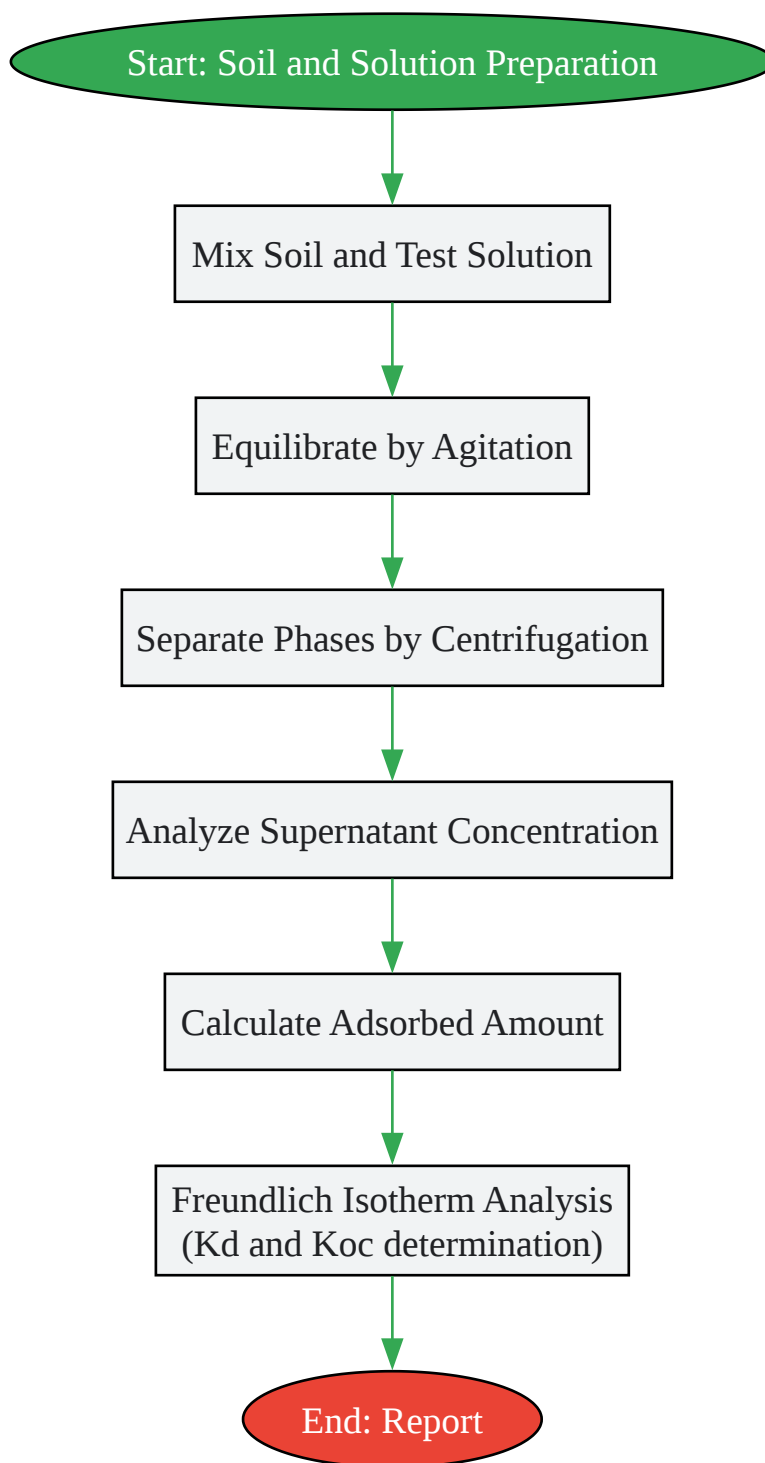 Start: Soil and Solution Preparation
Mix Soil and Test Solution
Equilibrate by Agitation
Separate Phases by Centrifugation
Analyze Supernatant Concentration
Calculate Adsorbed Amount
Freundlich Isotherm Analysis
(Kd and Koc determination)
End: Report